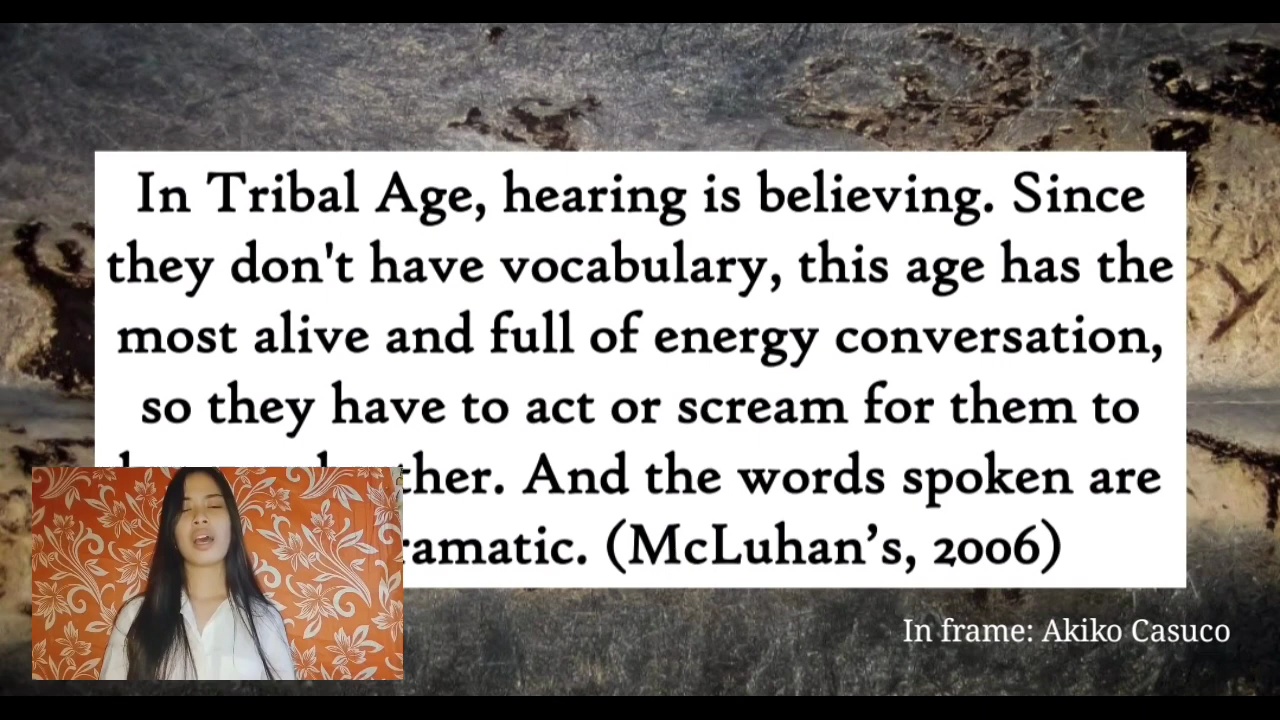 In Tribal Age, hearing is believing. Since
they don't have vocabulary, this age has the
most alive and full of energy conversation,
so they have to act or scream for them to
And the words spoken are
(McLuhan’s, 2006)
In frame: Akiko Casuco